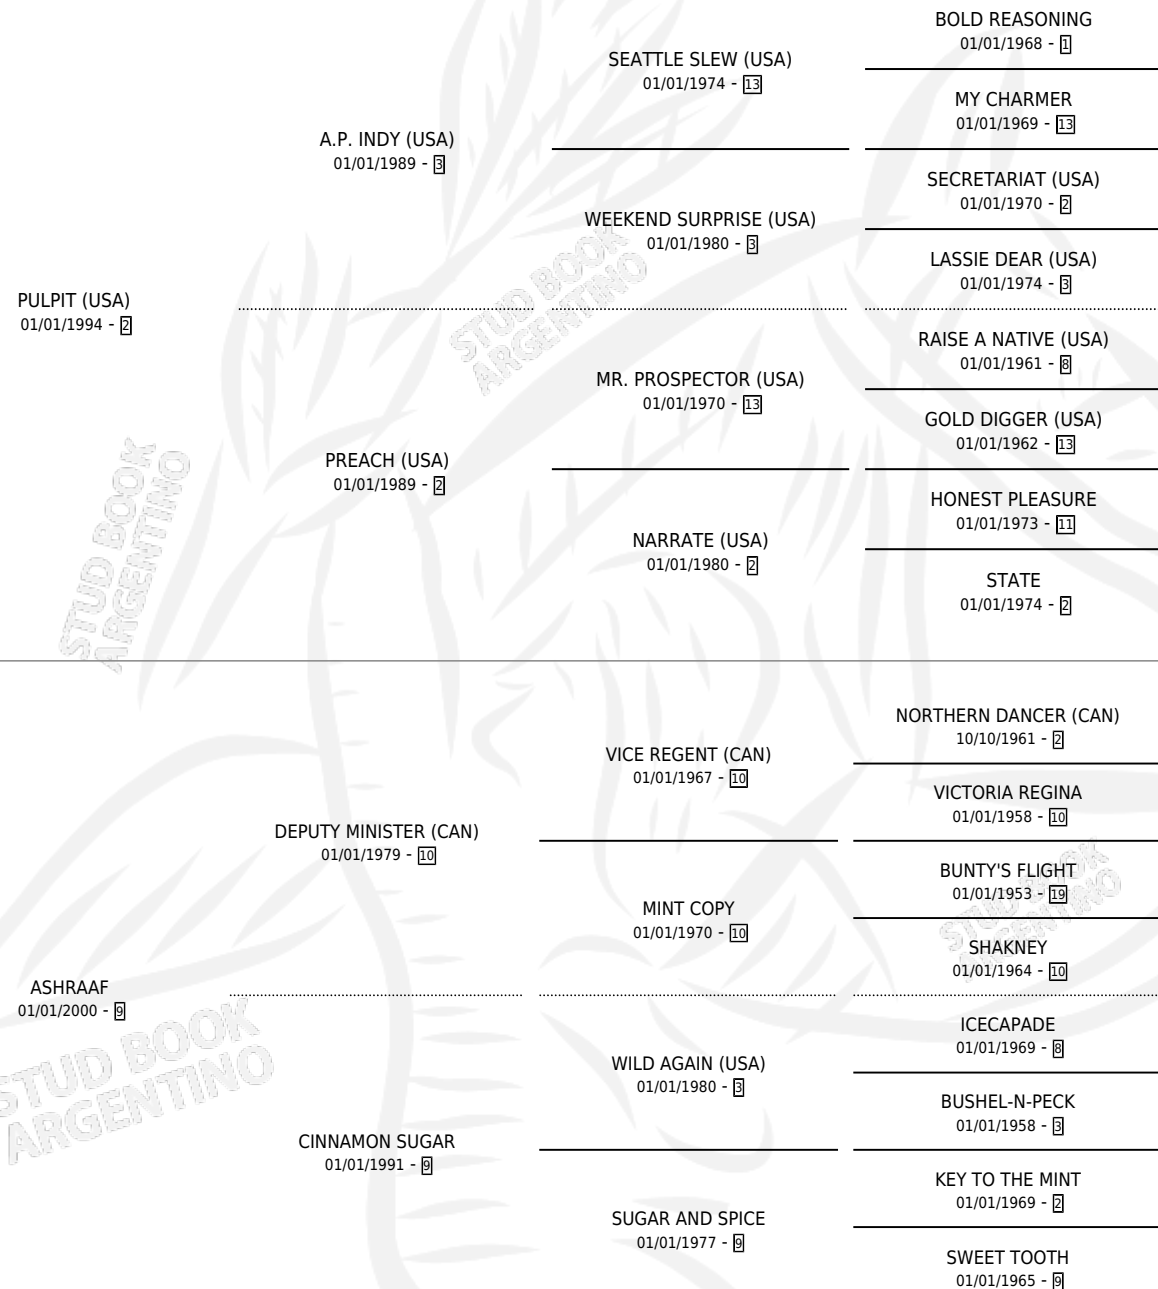 BOLD REASONING
01/01/1968 - 1
SEATTLE SLEW (USA)
01/01/1974 - 13
MY CHARMER
01/01/1969 - 13
A.P. INDY (USA)
01/01/1989 - 3
SECRETARIAT (USA)
01/01/1970 - 2
WEEKEND SURPRISE (USA)
01/01/1980 - 3
LASSIE DEAR (USA)
01/01/1974 - 3
PULPIT (USA)
01/01/1994 - 2
RAISE A NATIVE (USA)
01/01/1961 - 8
MR. PROSPECTOR (USA)
01/01/1970 - 13
GOLD DIGGER (USA)
01/01/1962 - 13
PREACH (USA)
01/01/1989 - 2
HONEST PLEASURE
01/01/1973 - 11
NARRATE (USA)
01/01/1980 - 2
STATE
01/01/1974 - 2
NORTHERN DANCER (CAN)
10/10/1961 - 2
VICE REGENT (CAN)
01/01/1967 - 10
VICTORIA REGINA
01/01/1958 - 10
DEPUTY MINISTER (CAN)
01/01/1979 - 10
BUNTY'S FLIGHT
01/01/1953 - 19
MINT COPY
01/01/1970 - 10
SHAKNEY
01/01/1964 - 10
ASHRAAF
01/01/2000 - 9
ICECAPADE
01/01/1969 - 8
WILD AGAIN (USA)
01/01/1980 - 3
BUSHEL-N-PECK
01/01/1958 - 3
CINNAMON SUGAR
01/01/1991 - 9
KEY TO THE MINT
01/01/1969 - 2
SUGAR AND SPICE
01/01/1977 - 9
SWEET TOOTH
01/01/1965 - 9
STUD BOOK
ARGENTINO
STUD BOOK
ARGENTINO
STUD BOOK
ARGENTINO
STUD BOOK
ARGENTINO